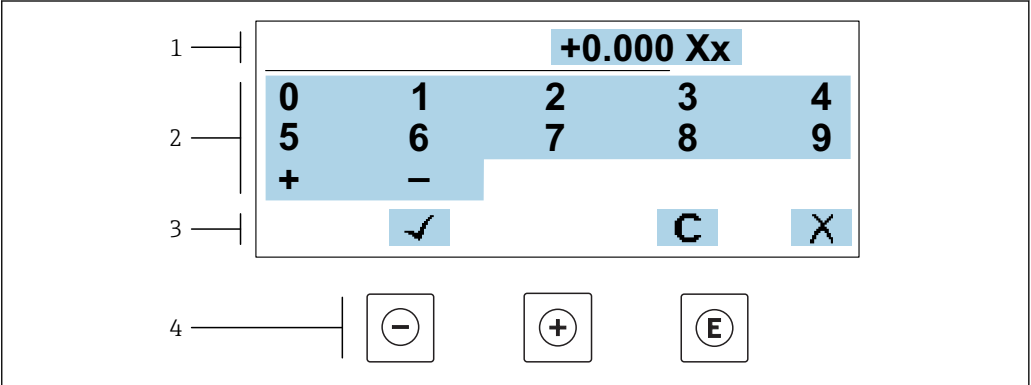 1 +0.000 Xx
0 1 2 3 4
2 5 6 7 8 9
+ –
3 ✓ C X
4 – + E